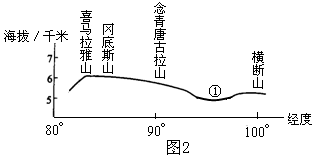 海拔/千米
喜马拉雅山
冈底斯山
念青唐古拉山
横断山
7
6
5
①
80°
90°
100°
经度
图2